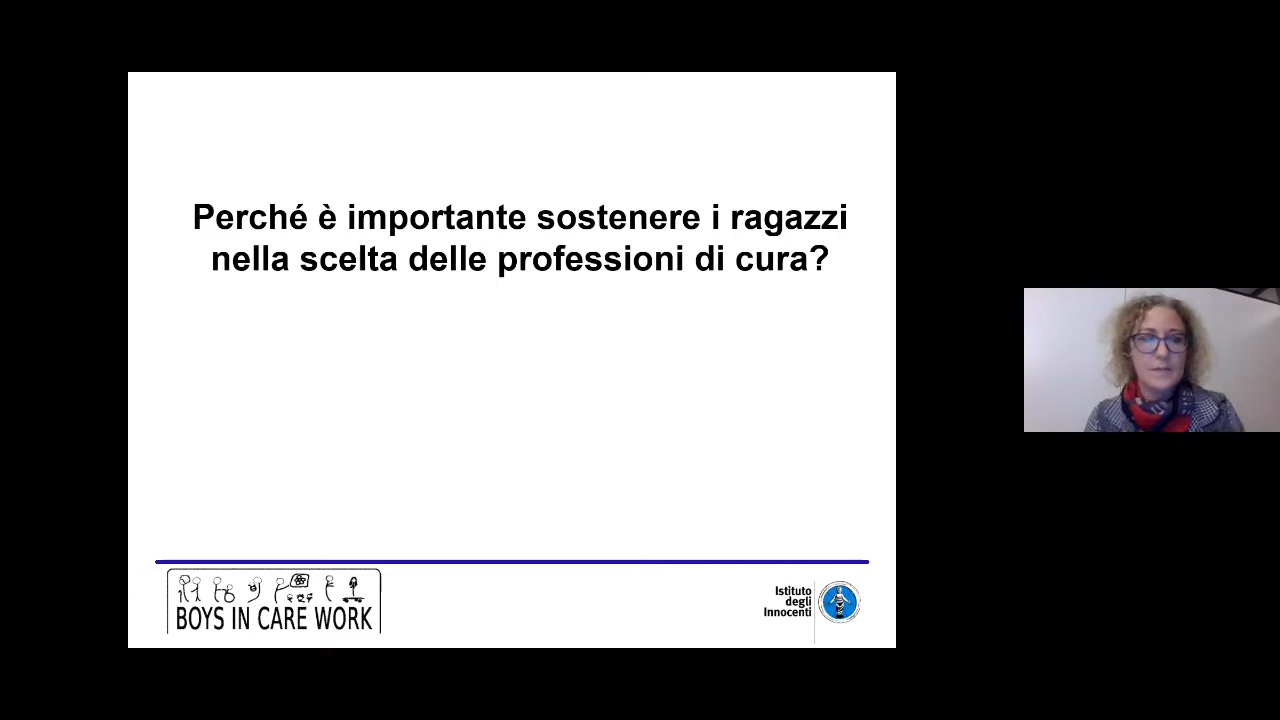 Perché è importante sostenere i ragazzi
nella scelta delle professioni di cura?
BOYS IN CARE WORK
Istituto
degli
Innocenti